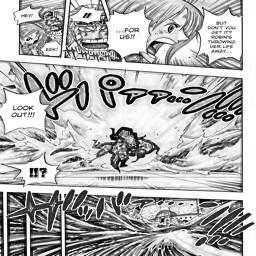 BUT
DON'T YOU
GET IT?
ROBIN'S
THROWING
HER LIFE
AWAY...
...FOR
US!!
!!
HEY!
EEK!
LOOK
OUT!!!
!!?